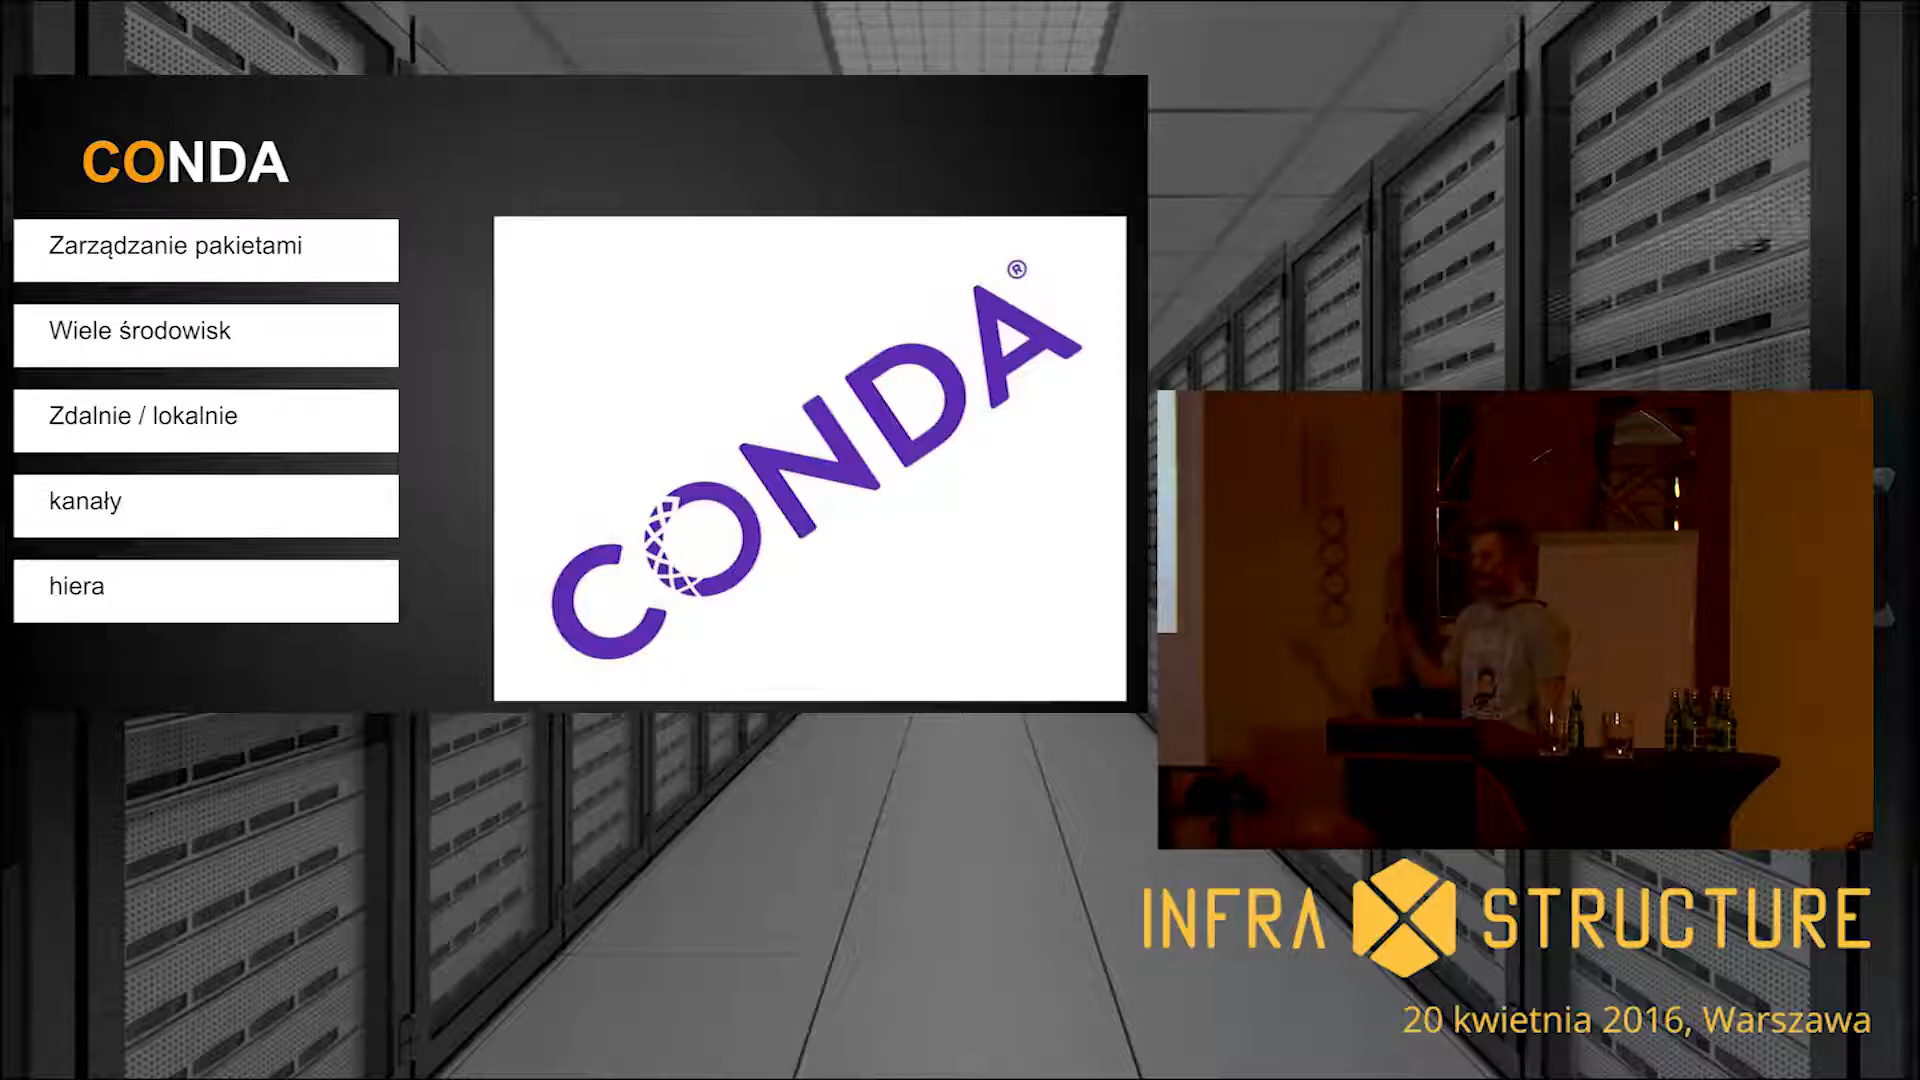 CONDA
Zarządzanie pakietami
Wiele środowisk
Zdalnie / lokalnie
kanały
hiera
CONDA®
INFRA STRUCTURE
20 kwietnia 2016, Warszawa